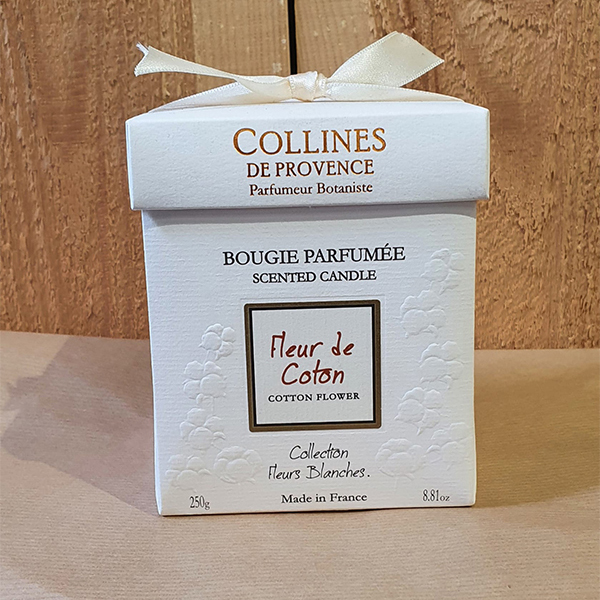 COLLINES
DE PROVENCE
Parfumeur Botaniste
BOUGIE PARFUMÉE
SCENTED CANDLE
Fleur de
Coton
COTTON FLOWER
Collection
Fleurs Blanches.
250g
Made in France
8.81oz